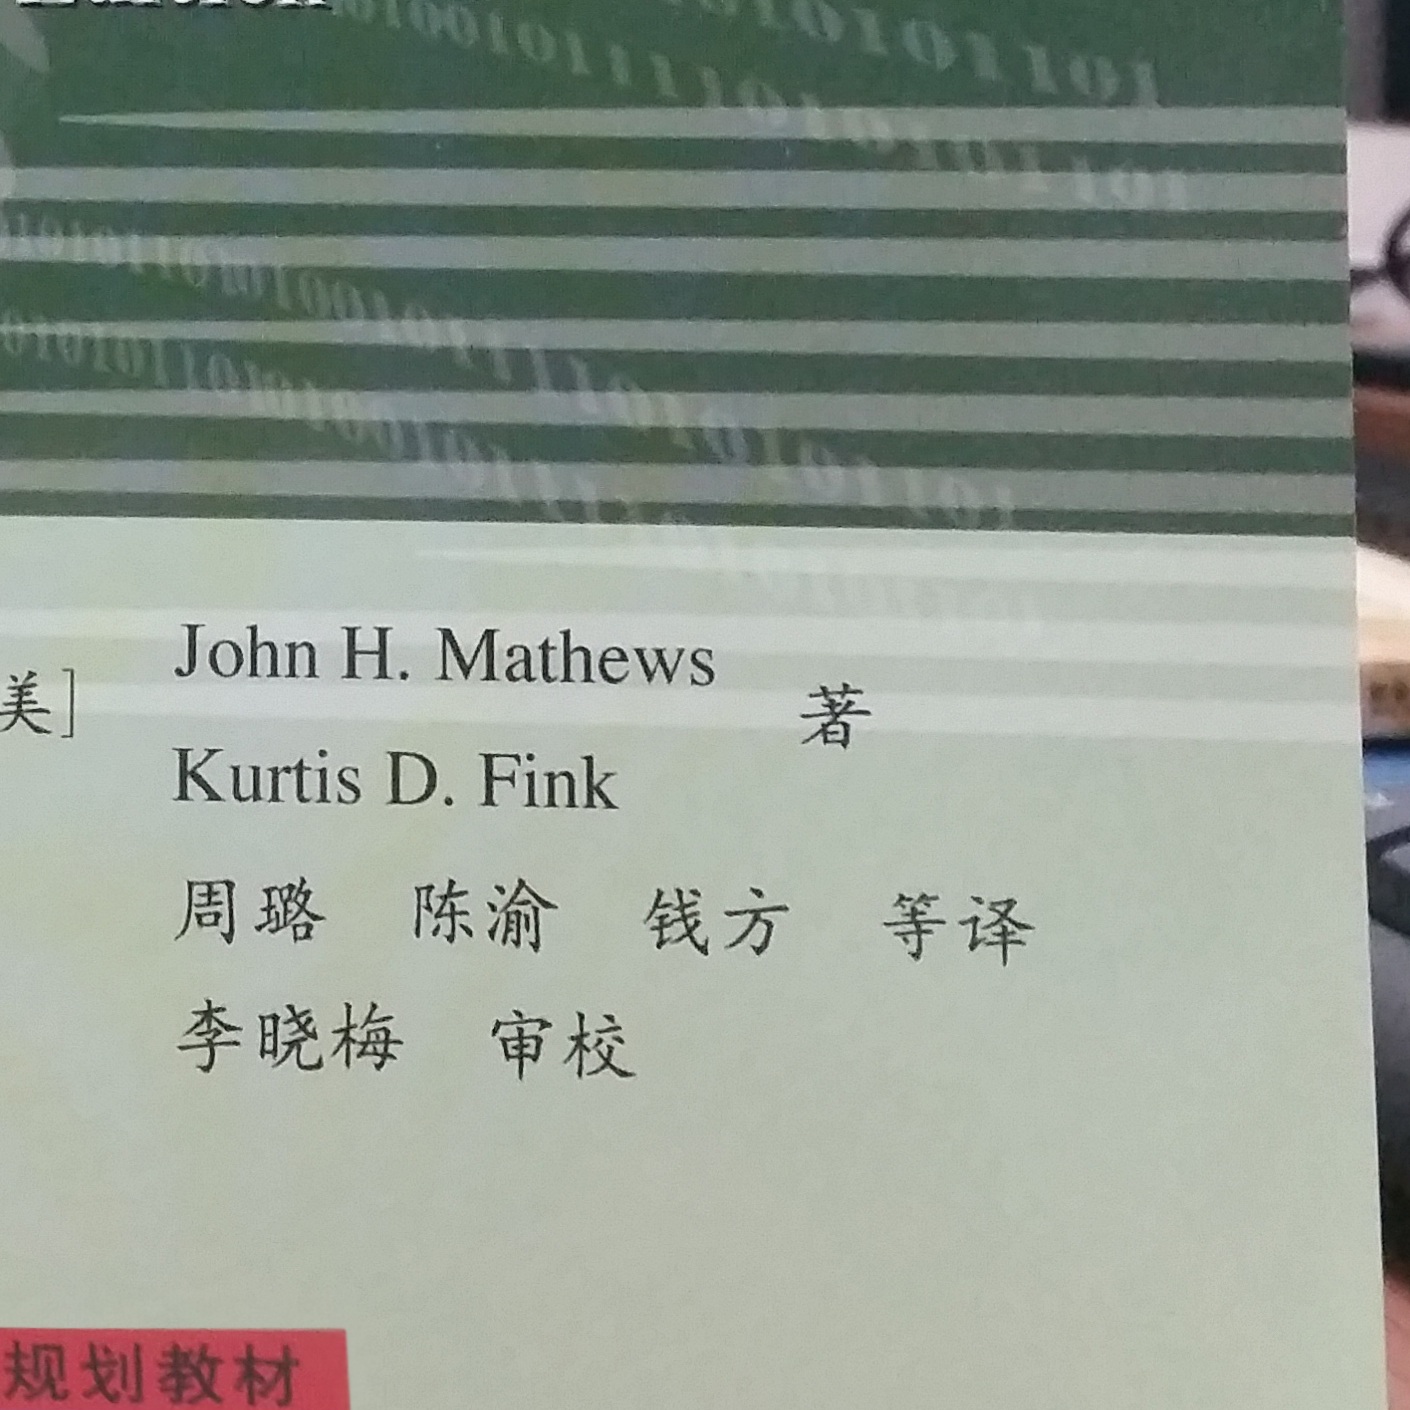 John H. Mathews
美] 著
Kurtis D. Fink
周璐 陈渝 钱方 等译
李晓梅 审校
规划教材